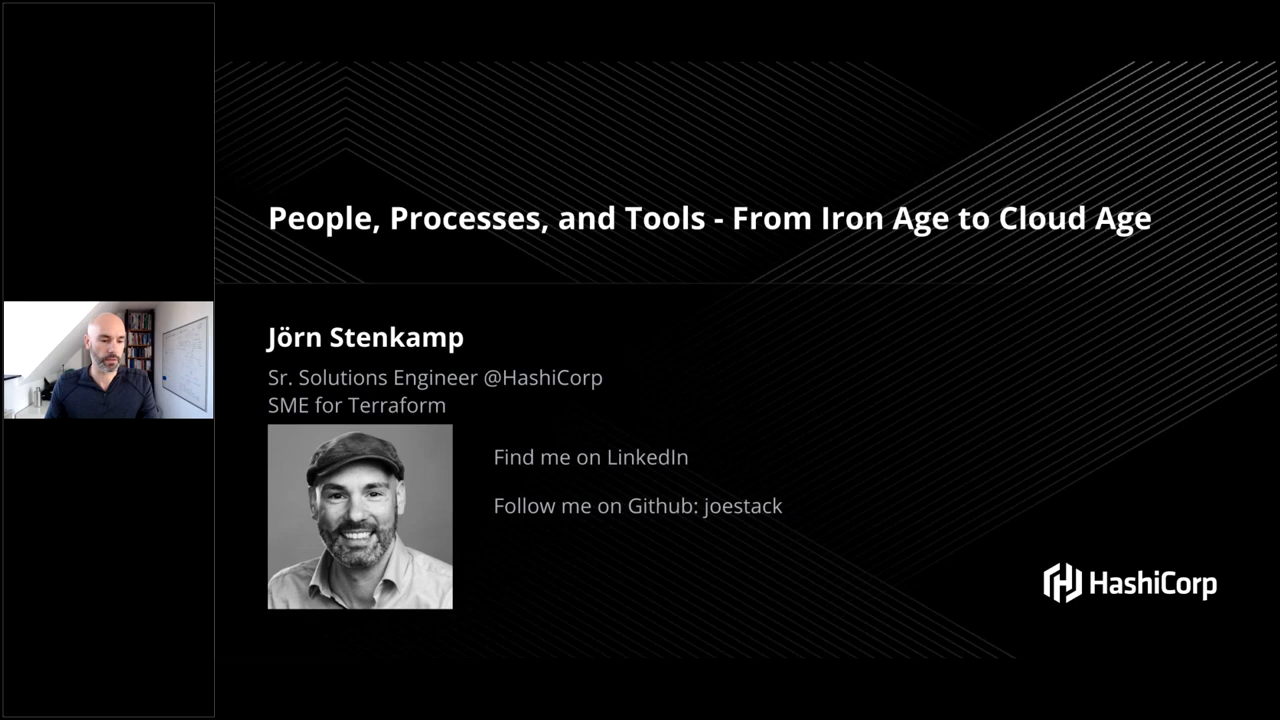 People, Processes, and Tools - From Iron Age to Cloud Age
Jörn Stenkamp
Sr. Solutions Engineer @HashiCorp
SME for Terraform
Find me on LinkedIn
Follow me on Github: joestack
HashiCorp